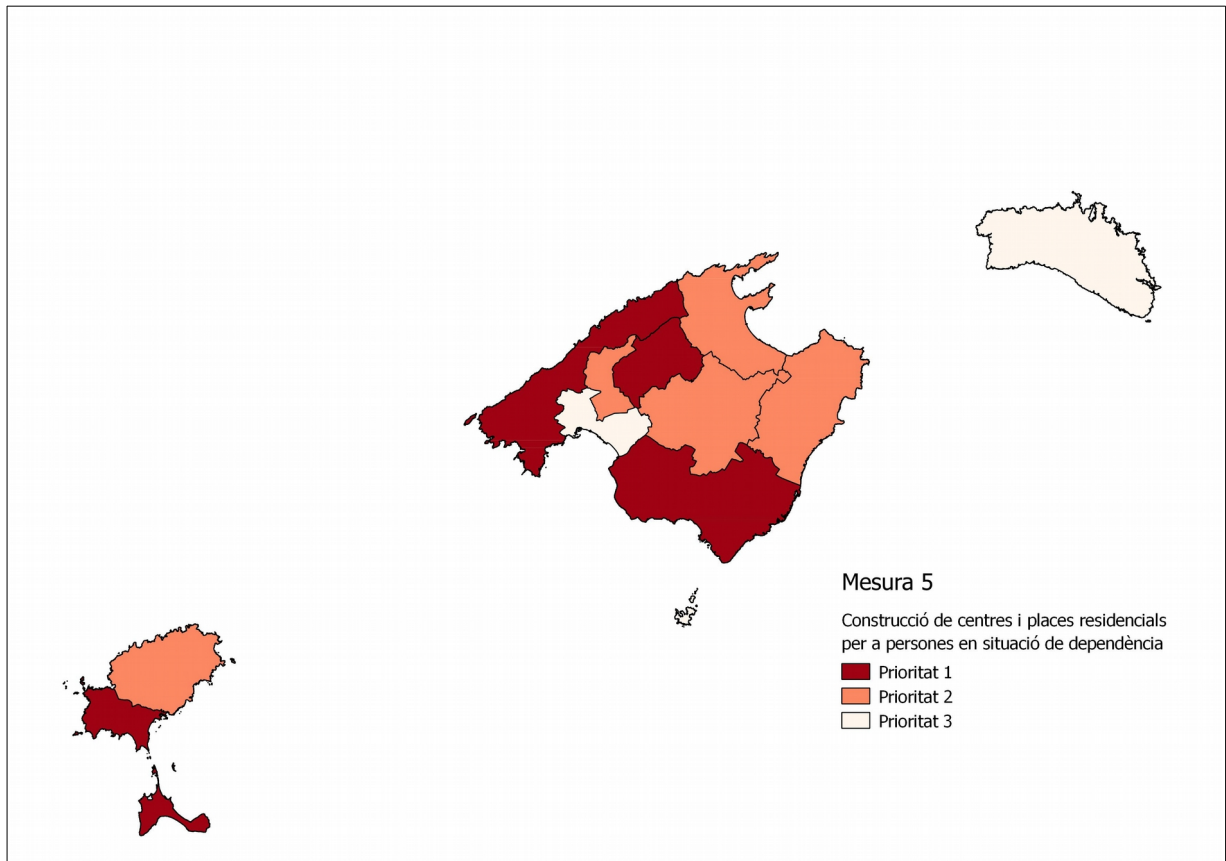 Mesura 5
Construcció de centres i places residencials
per a persones en situació de dependència
Prioritat 1
Prioritat 2
Prioritat 3